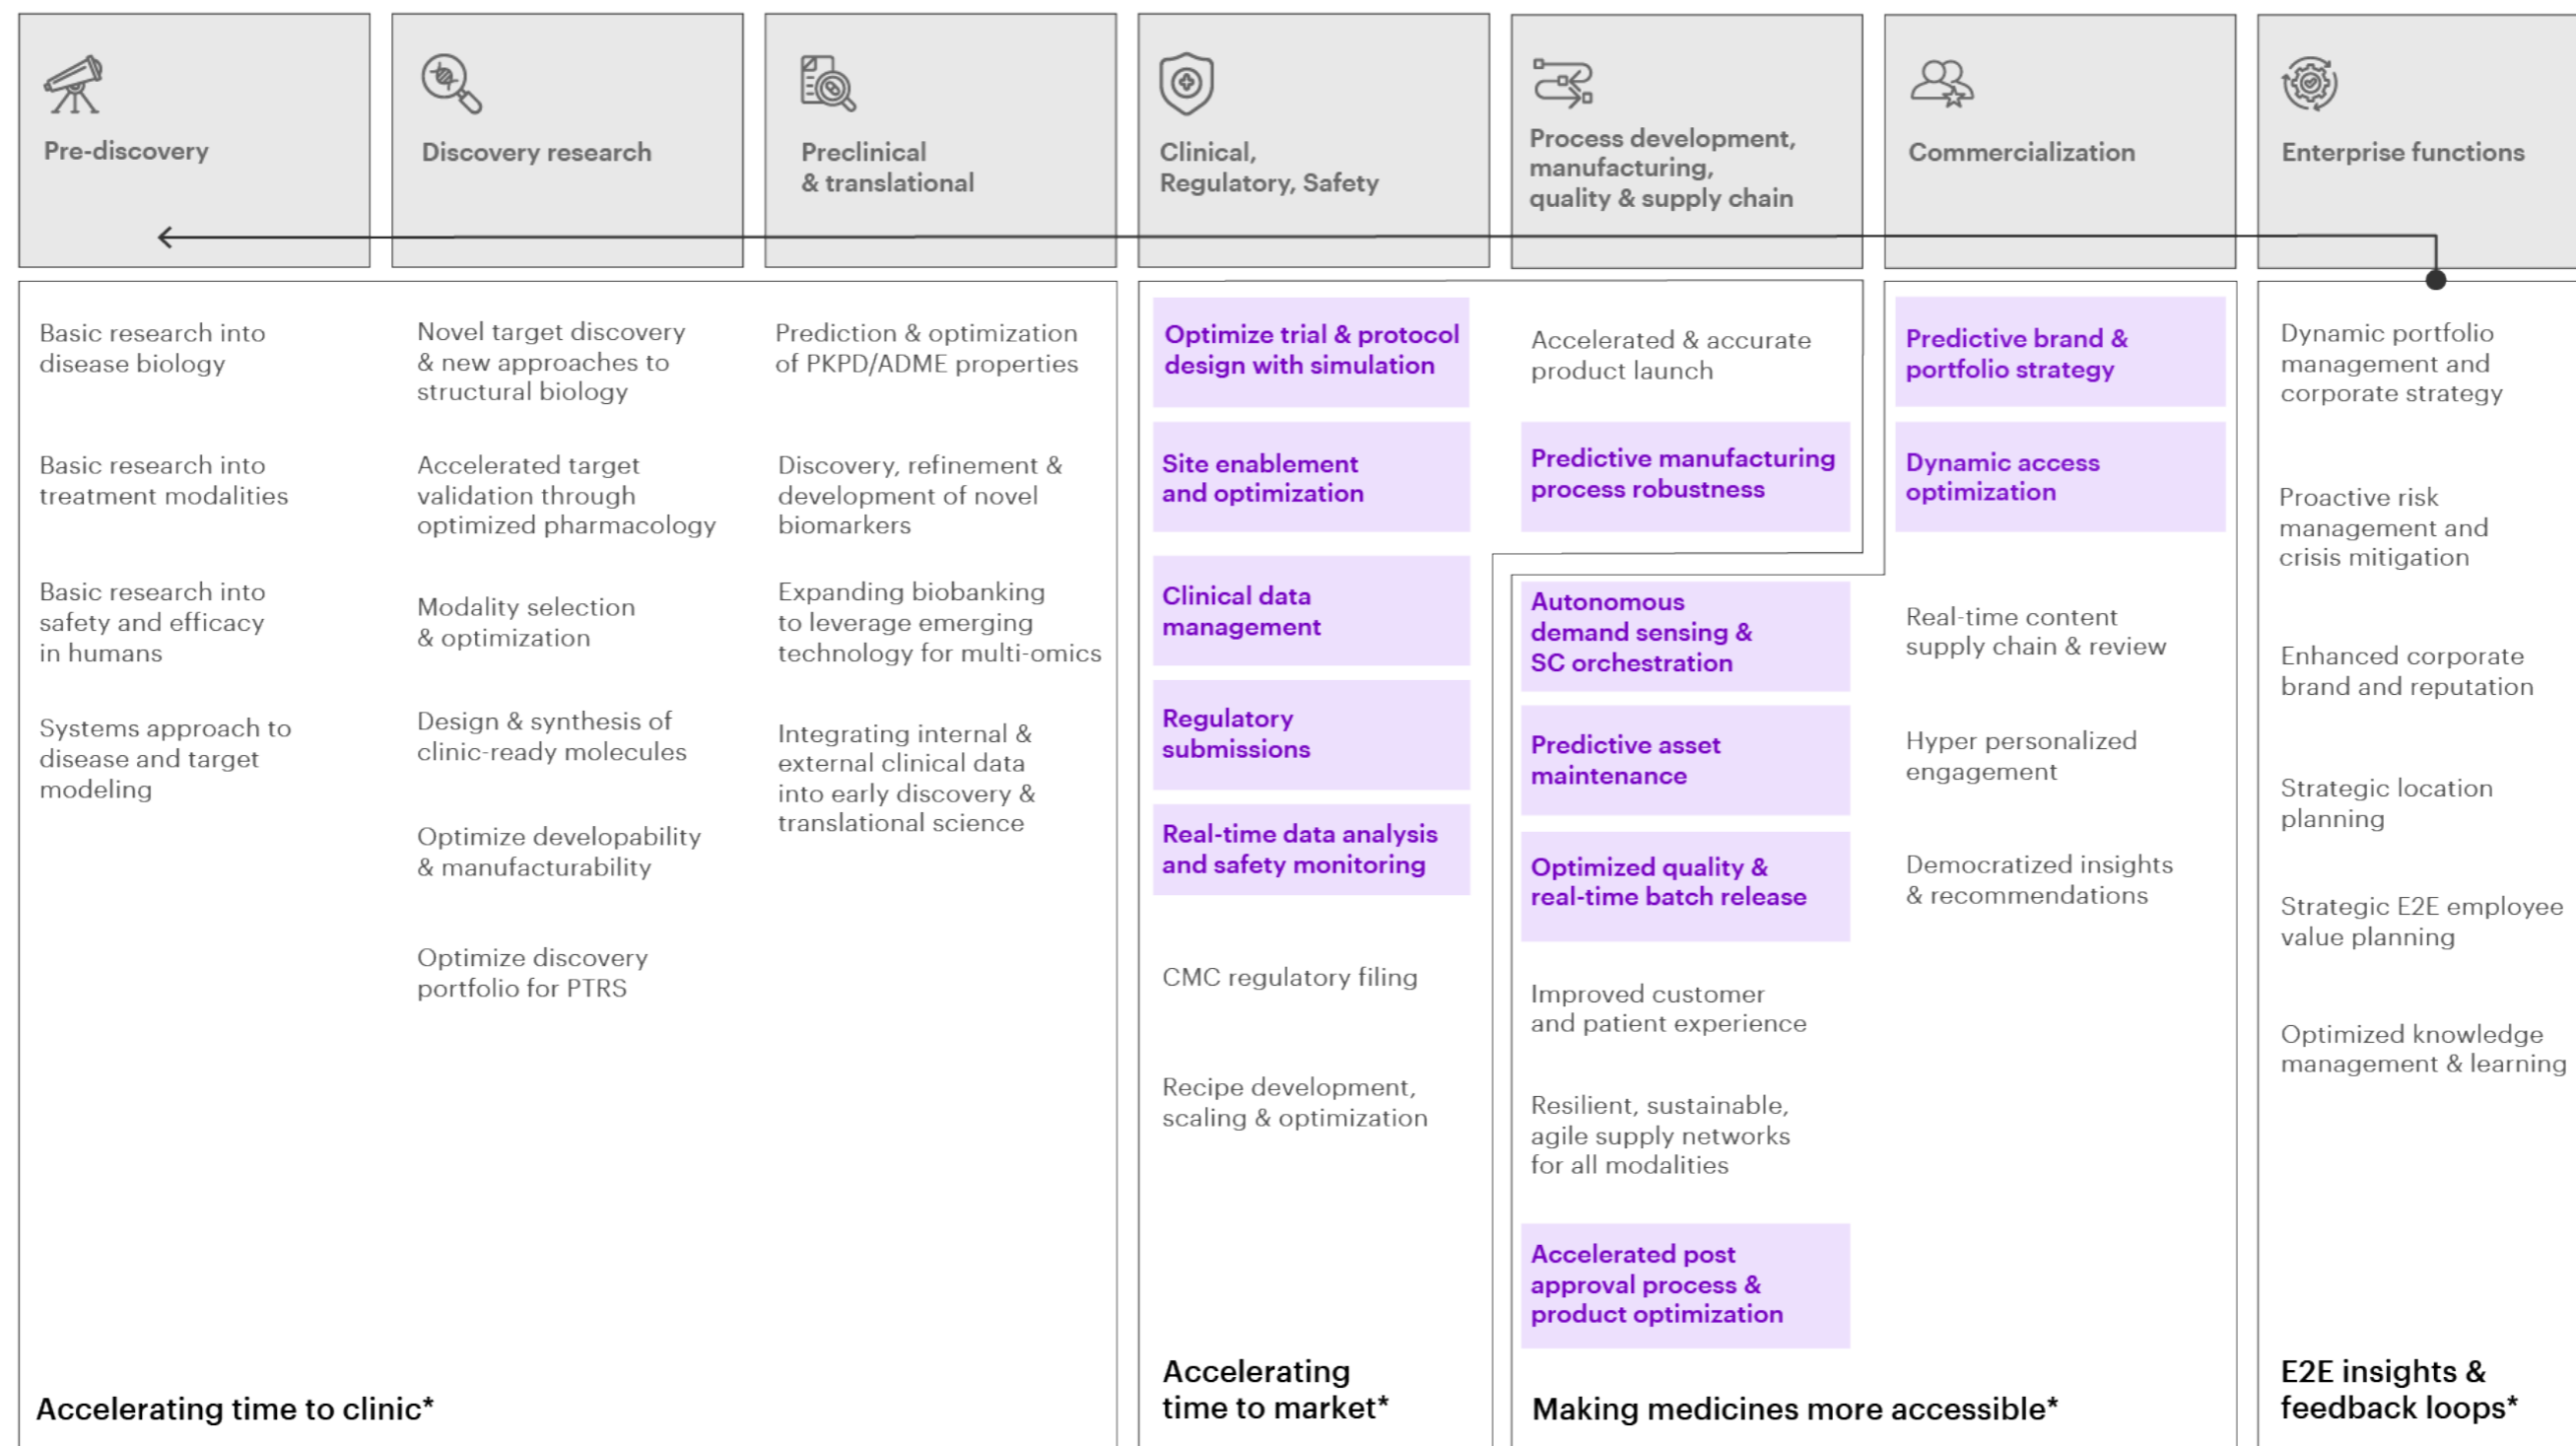 Pre-discovery
Discovery research
Preclinical
& translational
Clinical,
Regulatory, Safety
Process development,
manufacturing,
quality & supply chain
Commercialization
Enterprise functions
Basic research into
disease biology
Basic research into
treatment modalities
Basic research into
safety and efficacy
in humans
Systems approach to
disease and target
modeling
Novel target discovery
& new approaches to
structural biology
Accelerated target
validation through
optimized pharmacology
Modality selection
& optimization
Design & synthesis of
clinic-ready molecules
Optimize developability
& manufacturability
Optimize discovery
portfolio for PTRS
Prediction & optimization
of PKPD/ADME properties
Discovery, refinement &
development of novel
biomarkers
Expanding biobanking
to leverage emerging
technology for multi-omics
Integrating internal &
external clinical data
into early discovery &
translational science
Accelerating time to clinic*
Optimize trial & protocol
design with simulation
Site enablement
and optimization
Clinical data
management
Regulatory
submissions
Real-time data analysis
and safety monitoring
CMC regulatory filing
Recipe development,
scaling & optimization
Accelerating
time to market*
Accelerated & accurate
product launch
Predictive manufacturing
process robustness
Autonomous
demand sensing &
SC orchestration
Predictive asset
maintenance
Optimized quality &
real-time batch release
Improved customer
and patient experience
Resilient, sustainable,
agile supply networks
for all modalities
Accelerated post
approval process &
product optimization
Predictive brand &
portfolio strategy
Dynamic access
optimization
Real-time content
supply chain & review
Hyper personalized
engagement
Democratized insights
& recommendations
Making medicines more accessible*
Dynamic portfolio
management and
corporate strategy
Proactive risk
management and
crisis mitigation
Enhanced corporate
brand and reputation
Strategic location
planning
Strategic E2E employee
value planning
Optimized knowledge
management & learning
E2E insights &
feedback loops*